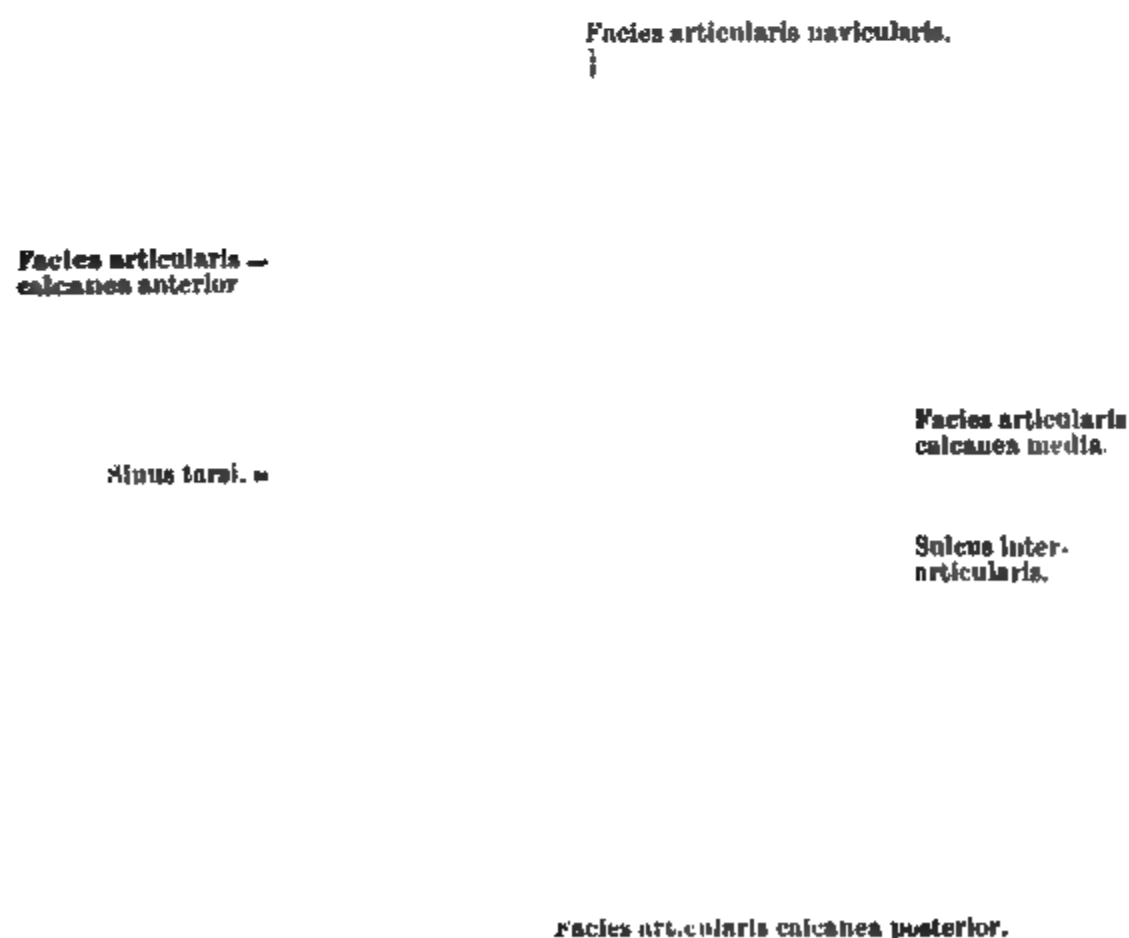 Facies articularis navicularis.
Facies articularis
calcanea anterior
Facies articularis
calcanea media.
Sinus tarsi.
Sulcus inter-
articularis.
Facies articularis calcanea posterior.